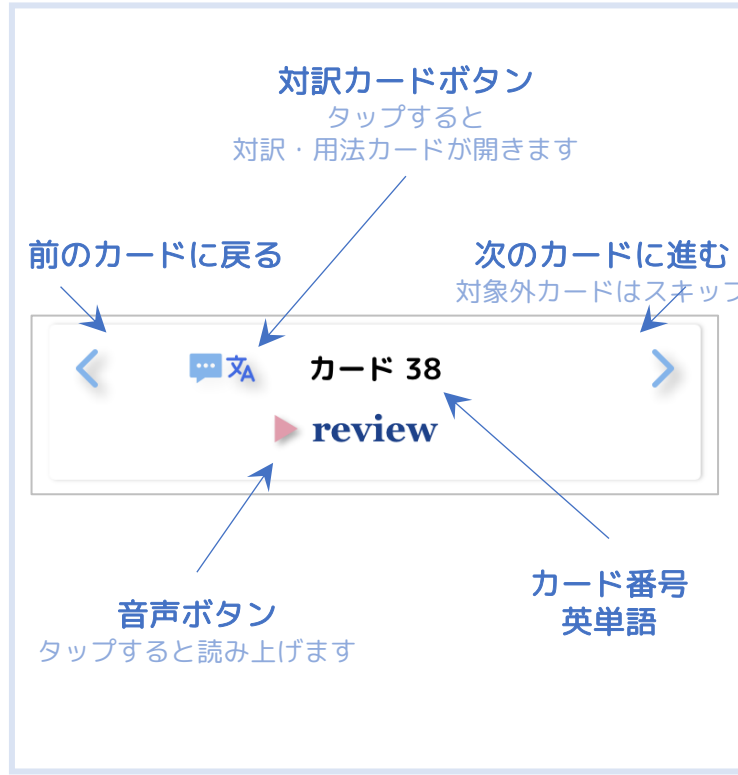 対訳カードボタン
タップすると
対訳・用法カードが開きます
前のカードに戻る
次のカードに進む
対象外カードはスキップ
カード 38
review
音声ボタン
タップすると読み上げます
カード番号
英単語